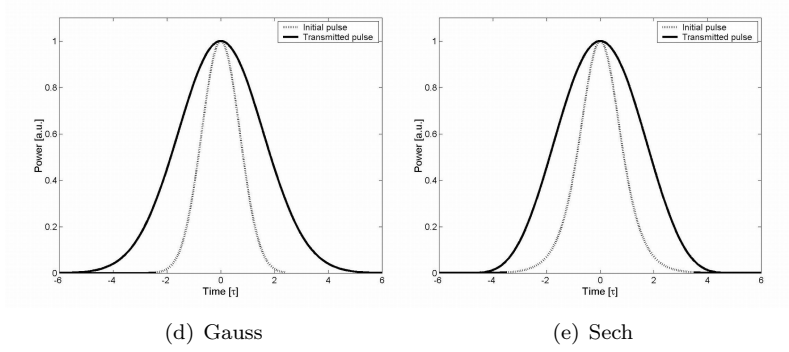 Initial pulse
Transmitted pulse
1
0.8
0.6
0.4
0.2
0
Power [a.u.]
-6 -4 -2 0 2 4 6
Time [τ]
(d) Gauss
Initial pulse
Transmitted pulse
1
0.8
0.6
0.4
0.2
0
Power [a.u.]
-6 -4 -2 0 2 4 6
Time [τ]
(e) Sech